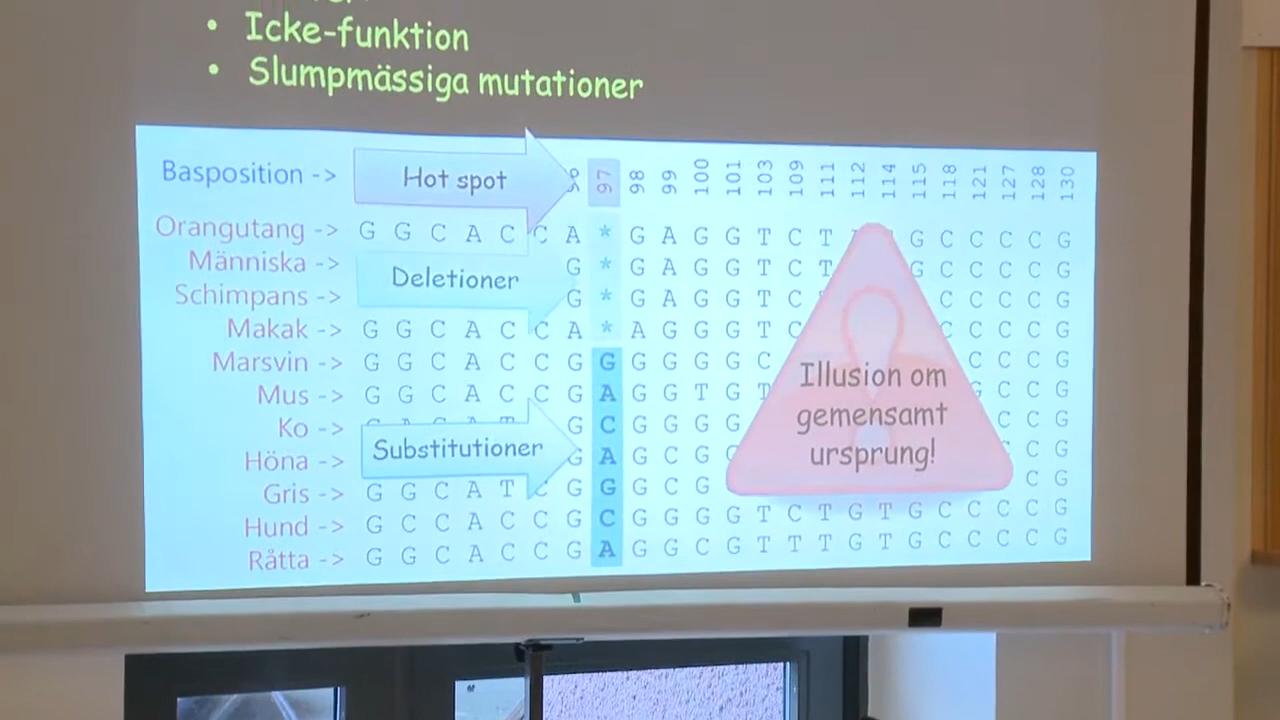 • Icke-funktion
• Slumpmässiga mutationer
Basposition -> Hot spot 97 98 99 100 101 103 109 111 112 114 115 118 121 127 128 130
Orangutang -> G G C A C C A * G A G G T C T G C C C C G
Människa -> G * G A G G T C T G C C C C G
Schimpans -> G * G A G G T C C C C C G
Deletioner
Makak -> G G C A C C A * A G G G T C C C C C G
Marsvin -> G G C A C C G G G G G G C C C C G
Mus -> G G C A C C G A G G T G T G C C G
Ko -> G C G G G G C C G
Substitutioner
Höna -> G A G C G C G
Gris -> G G C A T C G G G C G C G
Hund -> G C C A C C G C G G G G T C T G T G C C C C G
Råtta -> G G C A C C G A G G C G T T T G T G C C C C G
Illusion om
gemensamt
ursprung!